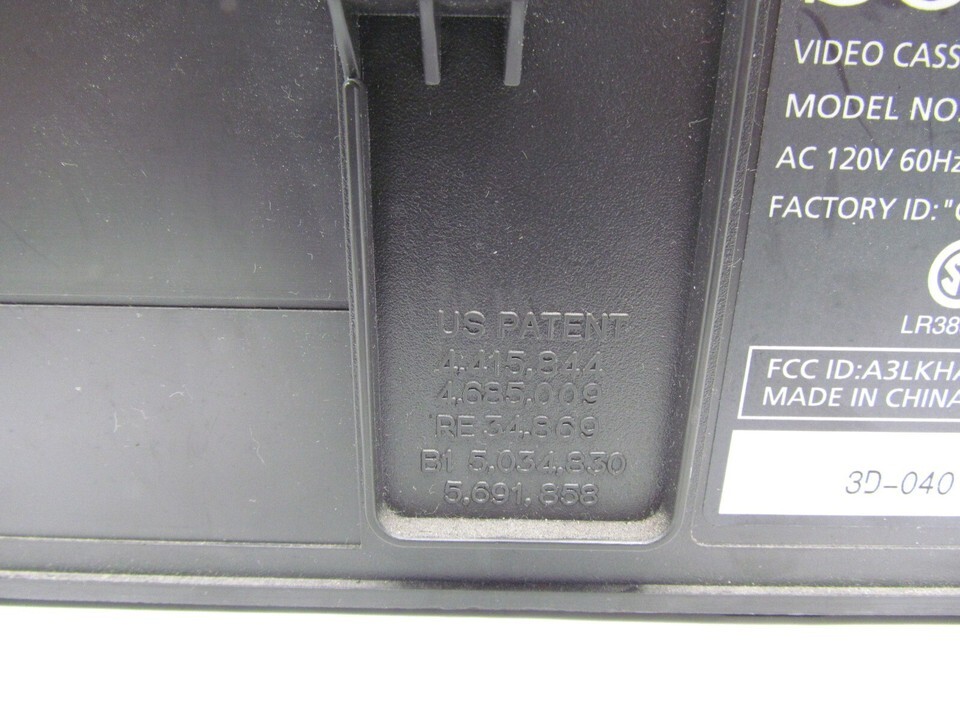 US PATENT
4,415,844
4,685,009
RE 34,869
B1 5,034,830
5,691,858
VIDEO CASS
MODEL NO.
AC 120V 60Hz
FACTORY ID:"
LR38
FCC ID:A3LKHA
MADE IN CHINA
3D-040